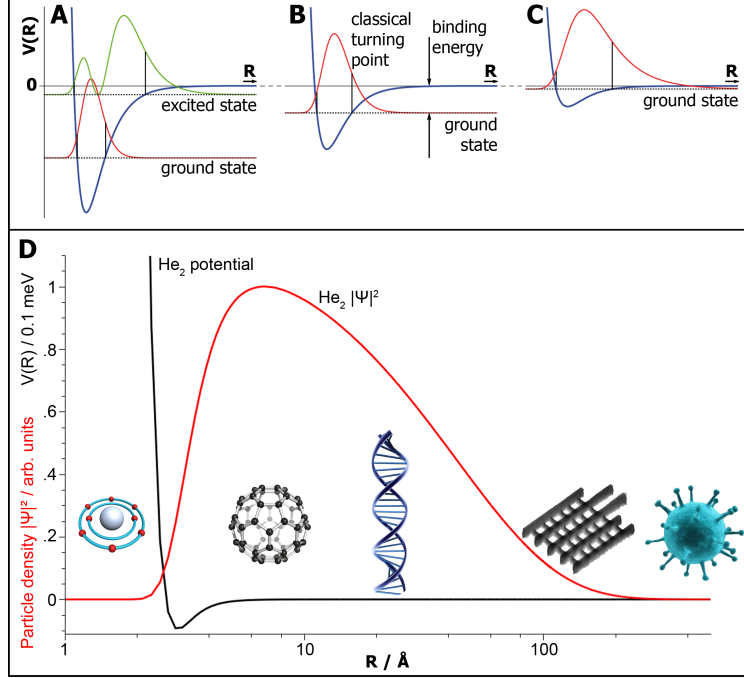 A
V(R)
0
R
excited state
ground state
B
classical
turning
point
binding
energy
R
ground
state
C
R
ground state
D
He₂ potential
He₂ |Ψ|²
Particle density |Ψ|² / arb. units
V(R) / 0.1 meV
1
.8
.6
.4
.2
0
1
10
100
R / Å